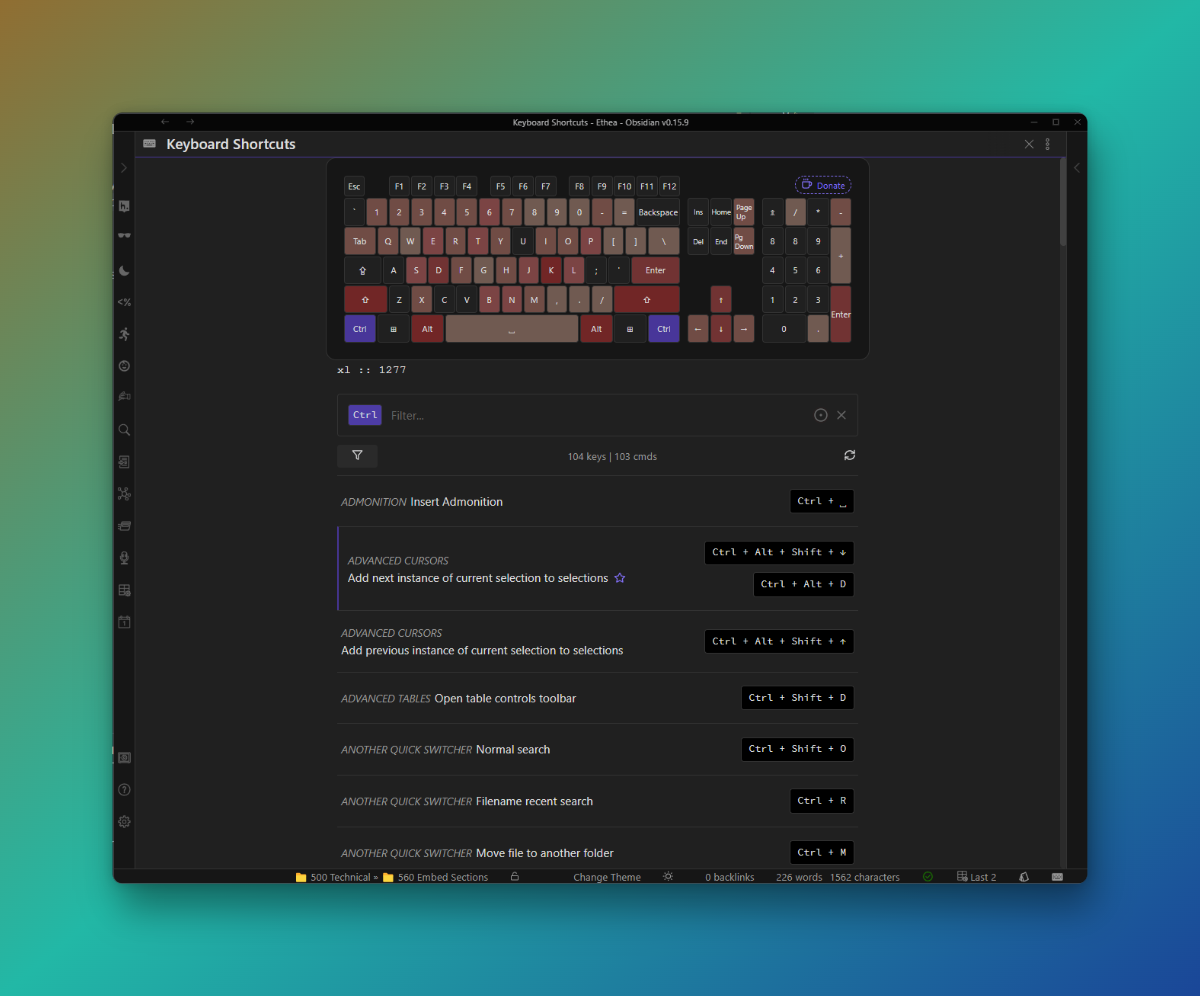 Keyboard Shortcuts - Ethea - Obsidian v0.15.9
Keyboard Shortcuts
Donate
Esc F1 F2 F3 F4 F5 F6 F7 F8 F9 F10 F11 F12
` 1 2 3 4 5 6 7 8 9 0 - = Backspace Ins Home Page Up / * -
Tab Q W E R T Y U I O P [ ] \ Del End Pg Down 8 8 9 +
⇪ A S D F G H J K L ; ' Enter 4 5 6
⇧ Z X C V B N M , . / ⇧ ↑ 1 2 3 Enter
Ctrl ⊞ Alt ⎵ Alt ⊞ Ctrl ← ↓ → 0 .
xl :: 1277
Ctrl Filter...
104 keys | 103 cmds
ADMONITION Insert Admonition Ctrl + ⎵
ADVANCED CURSORS
Add next instance of current selection to selections
Ctrl + Alt + Shift + ↓
Ctrl + Alt + D
ADVANCED CURSORS
Add previous instance of current selection to selections
Ctrl + Alt + Shift + ↑
ADVANCED TABLES Open table controls toolbar Ctrl + Shift + D
ANOTHER QUICK SWITCHER Normal search Ctrl + Shift + O
ANOTHER QUICK SWITCHER Filename recent search Ctrl + R
ANOTHER QUICK SWITCHER Move file to another folder Ctrl + M
500 Technical » 560 Embed Sections Change Theme 0 backlinks 226 words 1562 characters Last 2